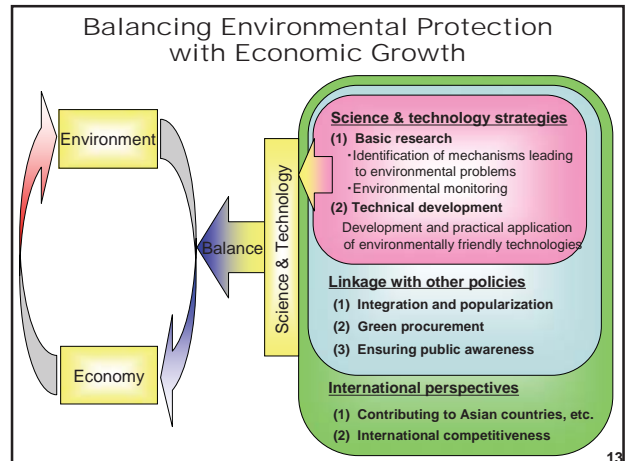 Balancing Environmental Protection
with Economic Growth
Environment
Economy
Balance
Science & Technology
Science & technology strategies
(1) Basic research
・Identification of mechanisms leading
to environmental problems
・Environmental monitoring
(2) Technical development
Development and practical application
of environmentally friendly technologies
Linkage with other policies
(1) Integration and popularization
(2) Green procurement
(3) Ensuring public awareness
International perspectives
(1) Contributing to Asian countries, etc.
(2) International competitiveness
13